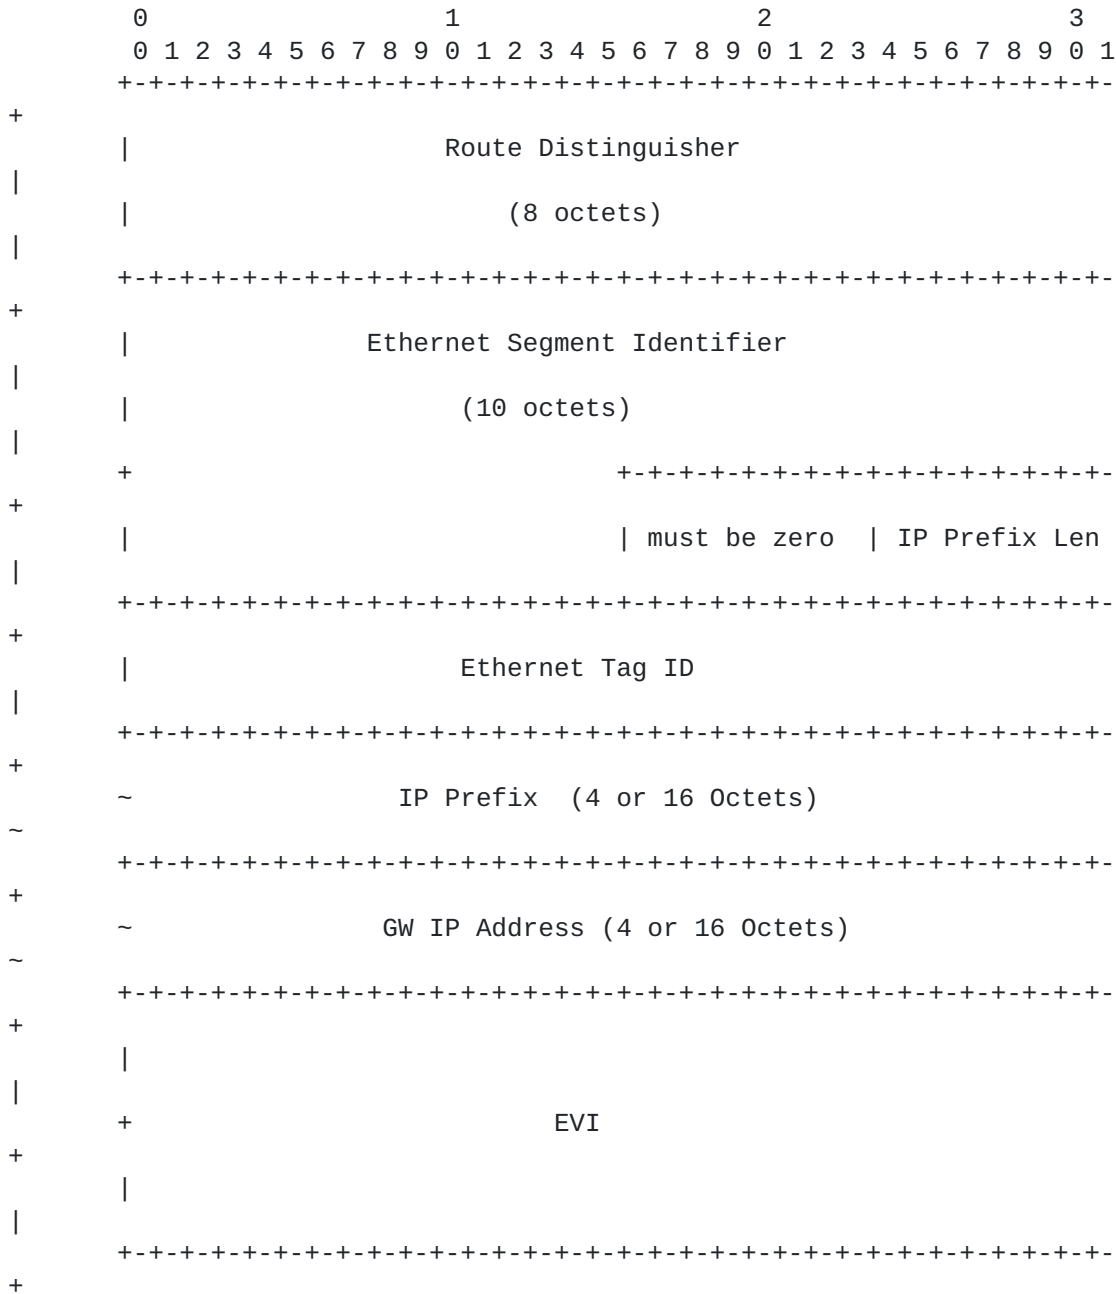 0                   1                   2                   3
        0 1 2 3 4 5 6 7 8 9 0 1 2 3 4 5 6 7 8 9 0 1 2 3 4 5 6 7 8 9 0 1
       +-+-+-+-+-+-+-+-+-+-+-+-+-+-+-+-+-+-+-+-+-+-+-+-+-+-+-+-+-+-+-+-
+
       |                    Route Distinguisher
|
       |                        (8 octets)
|
       +-+-+-+-+-+-+-+-+-+-+-+-+-+-+-+-+-+-+-+-+-+-+-+-+-+-+-+-+-+-+-+-
+
       |               Ethernet Segment Identifier
|
       |                     (10 octets)
|
       +                               +-+-+-+-+-+-+-+-+-+-+-+-+-+-+-+-
+
       |                               | must be zero  | IP Prefix Len
|
       +-+-+-+-+-+-+-+-+-+-+-+-+-+-+-+-+-+-+-+-+-+-+-+-+-+-+-+-+-+-+-+-
+
       |                     Ethernet Tag ID
|
       +-+-+-+-+-+-+-+-+-+-+-+-+-+-+-+-+-+-+-+-+-+-+-+-+-+-+-+-+-+-+-+-
+
       ~                 IP Prefix  (4 or 16 Octets)
~
       +-+-+-+-+-+-+-+-+-+-+-+-+-+-+-+-+-+-+-+-+-+-+-+-+-+-+-+-+-+-+-+-
+
       ~                GW IP Address (4 or 16 Octets)
~
       +-+-+-+-+-+-+-+-+-+-+-+-+-+-+-+-+-+-+-+-+-+-+-+-+-+-+-+-+-+-+-+-
+
       |
|
       +                           EVI
+
       |
|
       +-+-+-+-+-+-+-+-+-+-+-+-+-+-+-+-+-+-+-+-+-+-+-+-+-+-+-+-+-+-+-+-
+